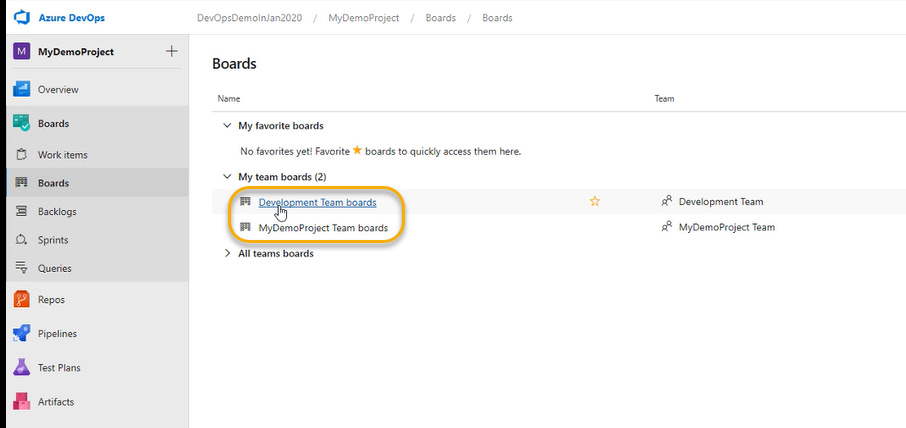 Azure DevOps
DevOpsDemoInJan2020 / MyDemoProject / Boards / Boards
M MyDemoProject +
Overview
Boards
Work items
Boards
Backlogs
Sprints
Queries
Repos
Pipelines
Test Plans
Artifacts
Boards
Name Team
My favorite boards
No favorites yet! Favorite ★ boards to quickly access them here.
My team boards (2)
Development Team boards Development Team
MyDemoProject Team boards MyDemoProject Team
All teams boards